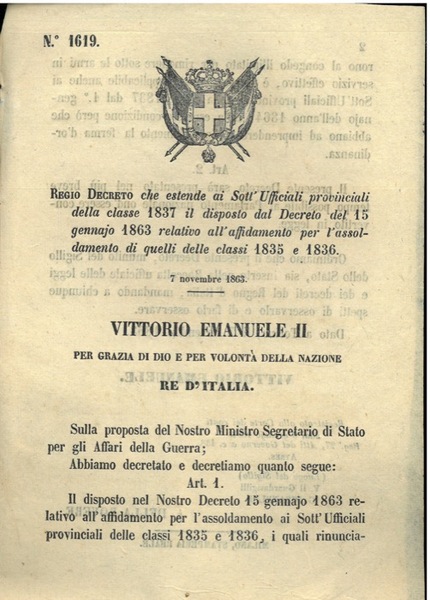 N.° 1619.
REGIO DECRETO che estende ai Sott'Ufficiali provinciali
della classe 1837 il disposto dal Decreto del 15
gennajo 1863 relativo all'affidamento per l'assol-
damento di quelli delle classi 1835 e 1836.
7 novembre 1863.
VITTORIO EMANUELE II
PER GRAZIA DI DIO E PER VOLONTÀ DELLA NAZIONE
RE D'ITALIA.
Sulla proposta del Nostro Ministro Segretario di Stato
per gli Affari della Guerra;
Abbiamo decretato e decretiamo quanto segue:
Art. 1.
Il disposto nel Nostro Decreto 15 gennajo 1863 re-
lativo all'affidamento per l'assoldamento ai Sott'Ufficiali
provinciali delle classi 1835 e 1836, i quali rinuncia-